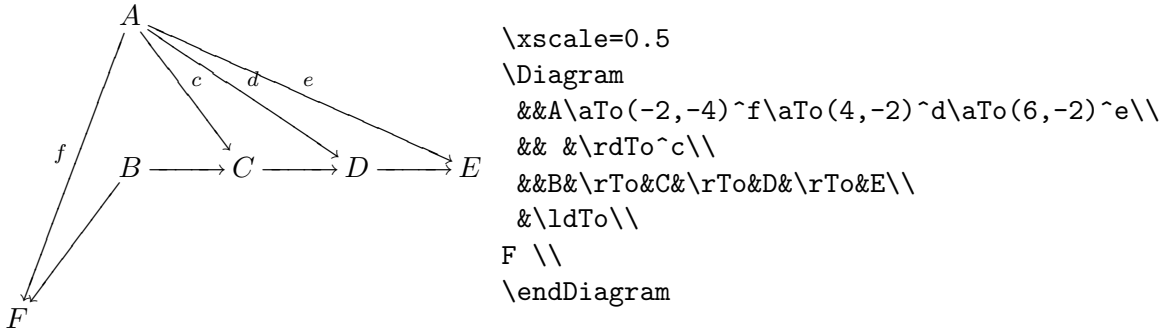 A
\xscale=0.5
\Diagram
c d e
&&A\aTo(-2,-4)^f\aTo(4,-2)^d\aTo(6,-2)^e\\
&& &\rdTo^c\\
f
B C D E
&&B&\rTo&C&\rTo&D&\rTo&E\\
&\ldTo\\
F \\
\endDiagram
F